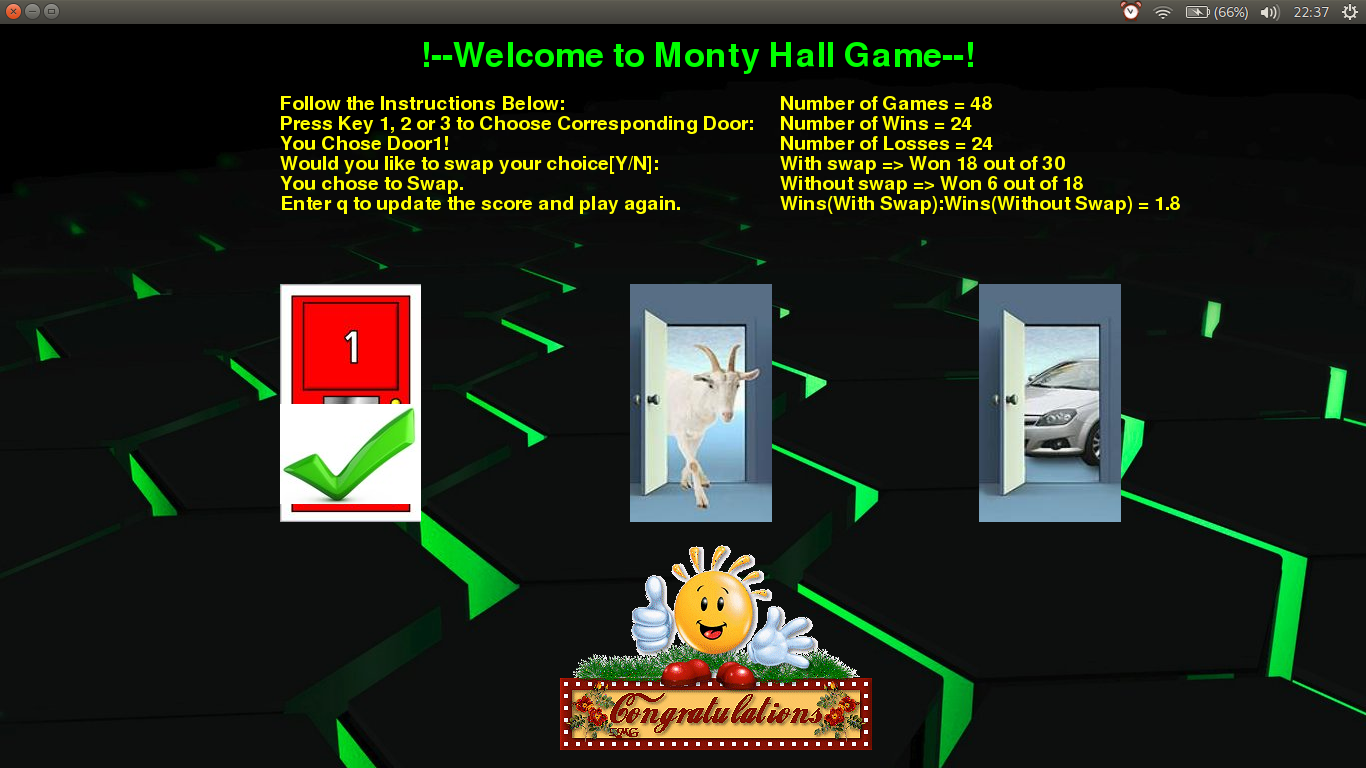 (66%)
22:37
!--Welcome to Monty Hall Game--!
Follow the Instructions Below:
Press Key 1, 2 or 3 to Choose Corresponding Door:
You Chose Door1!
Would you like to swap your choice[Y/N]:
You chose to Swap.
Enter q to update the score and play again.
Number of Games = 48
Number of Wins = 24
Number of Losses = 24
With swap => Won 18 out of 30
Without swap => Won 6 out of 18
Wins(With Swap):Wins(Without Swap) = 1.8
1
Congratulations